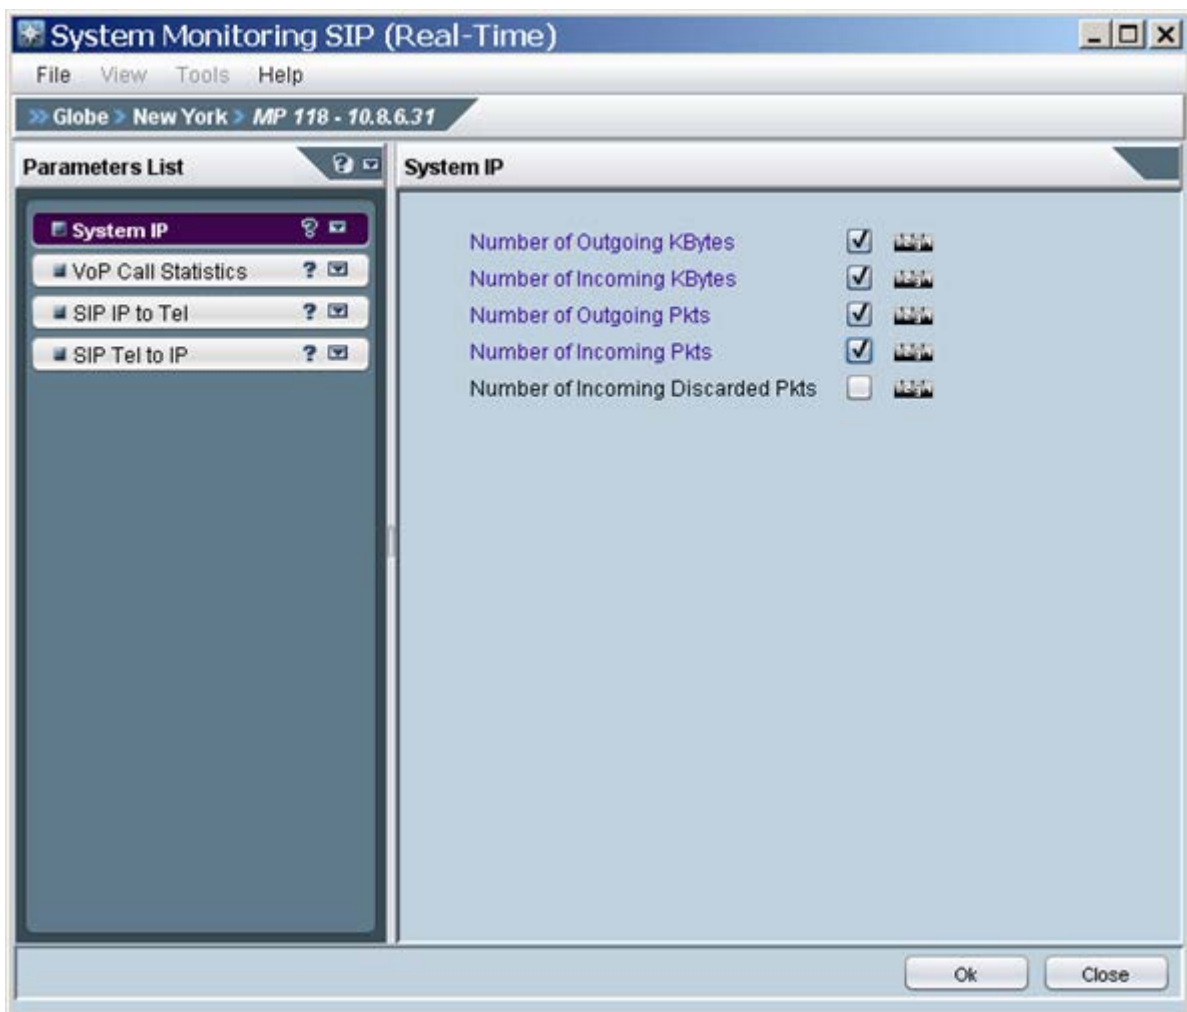 System Monitoring SIP (Real-Time)
File View Tools Help
Globe > New York > MP 118 - 10.8.6.31
Parameters List
System IP
System IP
VoP Call Statistics
SIP IP to Tel
SIP Tel to IP
Number of Outgoing KBytes
Number of Incoming KBytes
Number of Outgoing Pkts
Number of Incoming Pkts
Number of Incoming Discarded Pkts
Ok
Close